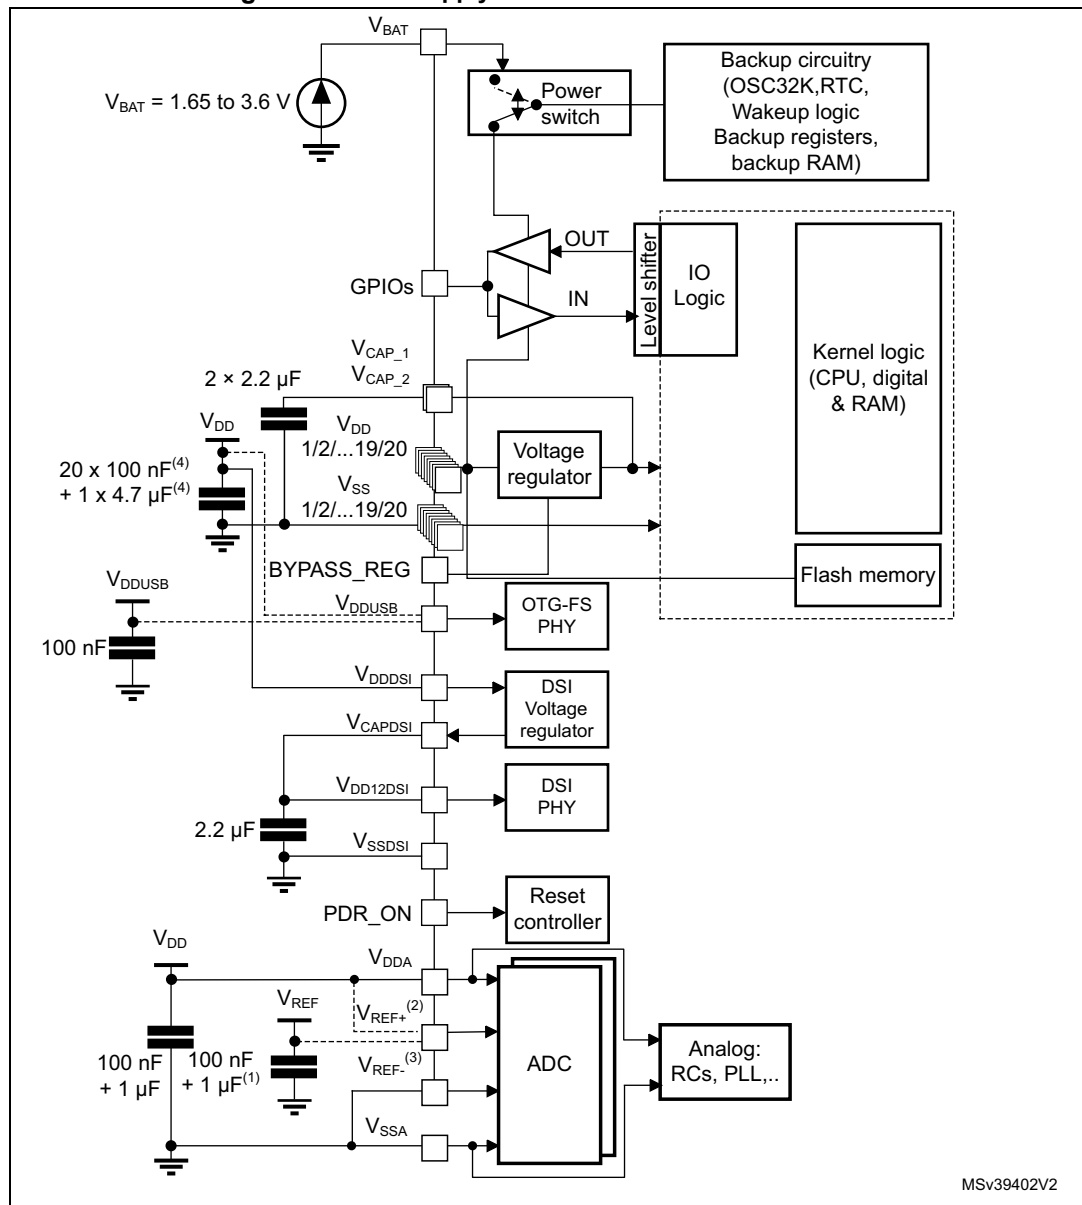 V_BAT
V_BAT = 1.65 to 3.6 V
Power
switch
Backup circuitry
(OSC32K,RTC,
Wakeup logic
Backup registers,
backup RAM)
GPIOs
OUT
IN
Level shifter
IO
Logic
Kernel logic
(CPU, digital
& RAM)
V_CAP_1
V_CAP_2
2 × 2.2 µF
V_DD
20 x 100 nF(4)
+ 1 x 4.7 µF(4)
V_DD
1/2/...19/20
V_SS
1/2/...19/20
Voltage
regulator
BYPASS_REG
Flash memory
V_DDUSB
100 nF
V_DDUSB
OTG-FS
PHY
V_DDDSI
DSI
Voltage
regulator
V_CAPDSI
V_DD12DSI
DSI
PHY
2.2 µF
V_SSDSI
PDR_ON
Reset
controller
V_DD
100 nF
+ 1 µF
V_REF
100 nF
+ 1 µF(1)
V_DDA
V_REF+(2)
V_REF-(3)
V_SSA
ADC
Analog:
RCs, PLL,..
MSv39402V2